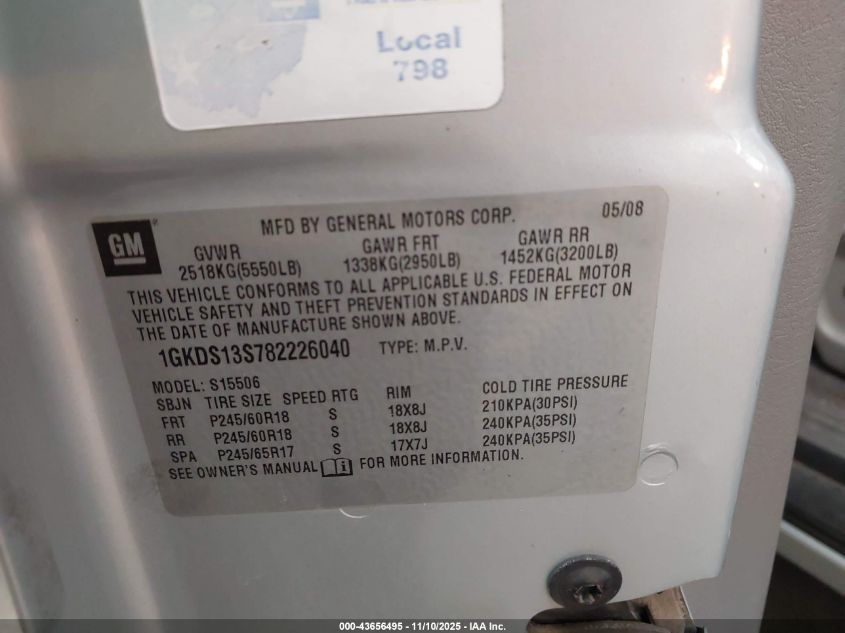 Local
798
GM
MFD BY GENERAL MOTORS CORP. 05/08
GVWR GAWR FRT GAWR RR
2518KG(5550LB) 1338KG(2950LB) 1452KG(3200LB)
THIS VEHICLE CONFORMS TO ALL APPLICABLE U.S. FEDERAL MOTOR
VEHICLE SAFETY AND THEFT PREVENTION STANDARDS IN EFFECT ON
THE DATE OF MANUFACTURE SHOWN ABOVE.
1GKDS13S782226040 TYPE: M.P.V.
MODEL: S15506
SBJN TIRE SIZE SPEED RTG RIM COLD TIRE PRESSURE
FRT P245/60R18 S 18X8J 210KPA(30PSI)
RR P245/60R18 S 18X8J 240KPA(35PSI)
SPA P245/65R17 S 17X7J 240KPA(35PSI)
SEE OWNER'S MANUAL FOR MORE INFORMATION.
000-43656495 - 11/10/2025 - IAA Inc.